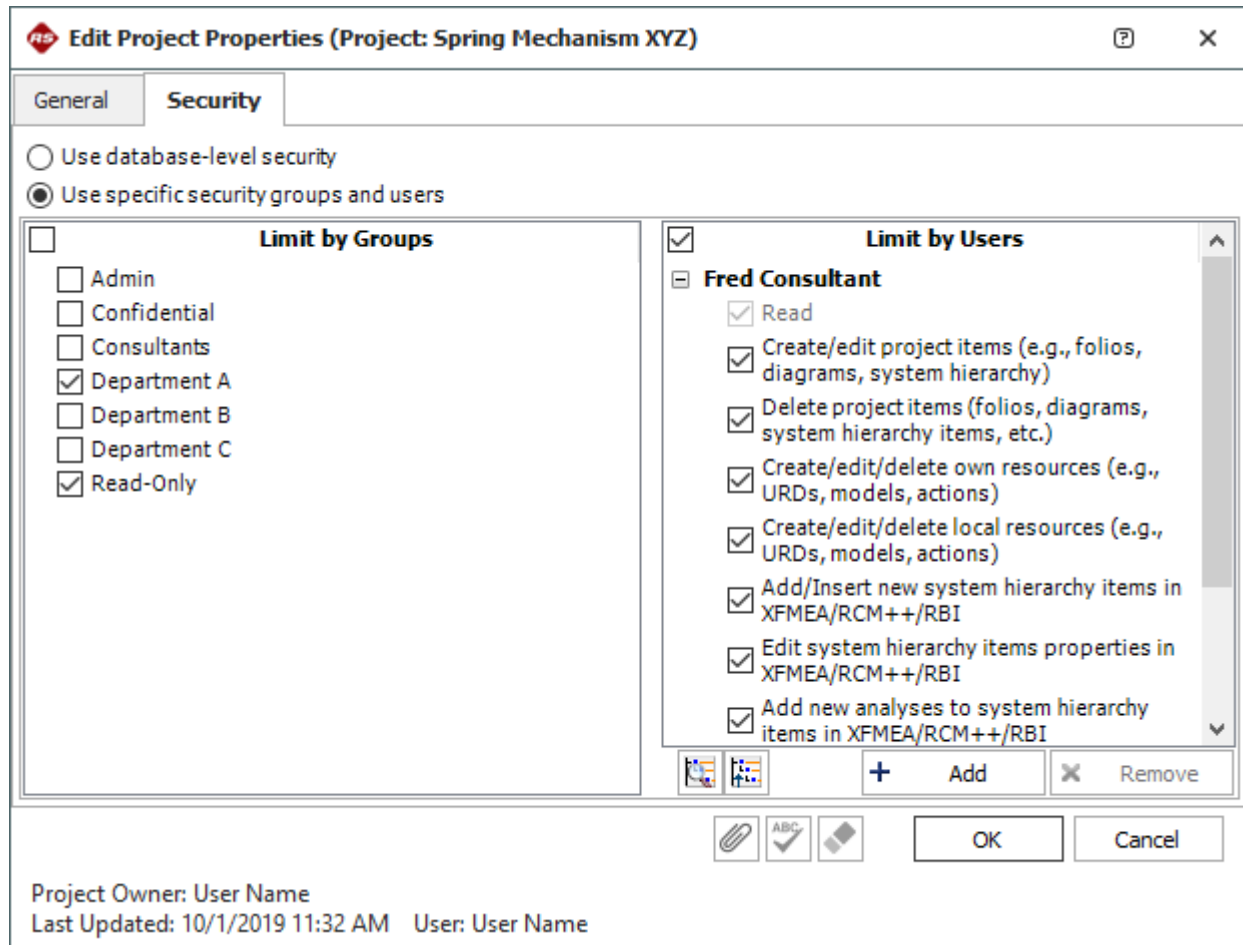 RS Edit Project Properties (Project: Spring Mechanism XYZ)
General Security
Use database-level security
Use specific security groups and users
Limit by Groups
Admin
Confidential
Consultants
Department A
Department B
Department C
Read-Only
Limit by Users
Fred Consultant
Read
Create/edit project items (e.g., folios,
diagrams, system hierarchy)
Delete project items (folios, diagrams,
system hierarchy items, etc.)
Create/edit/delete own resources (e.g.,
URDs, models, actions)
Create/edit/delete local resources (e.g.,
URDs, models, actions)
Add/Insert new system hierarchy items in
XFMEA/RCM++/RBI
Edit system hierarchy items properties in
XFMEA/RCM++/RBI
Add new analyses to system hierarchy
items in XFMEA/RCM++/RBI
Add Remove
ABC
OK Cancel
Project Owner: User Name
Last Updated: 10/1/2019 11:32 AM User: User Name